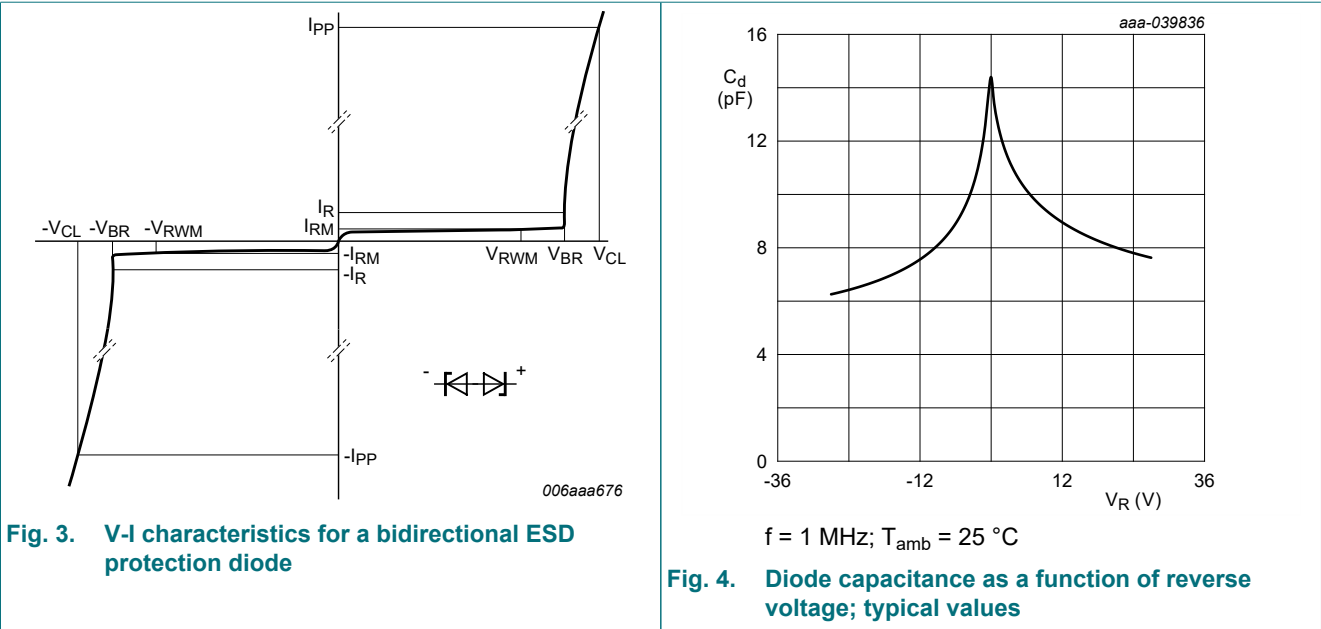 IPP
IR
IRM
-VCL -VBR -VRWM
-IRM
-IR
VRWM VBR VCL
- +
-IPP
006aaa676
Fig. 3. V-I characteristics for a bidirectional ESD
protection diode
aaa-039836
16
Cd
(pF)
12
8
4
0
-36 -12 12 36
VR (V)
f = 1 MHz; Tamb = 25 °C
Fig. 4. Diode capacitance as a function of reverse
voltage; typical values